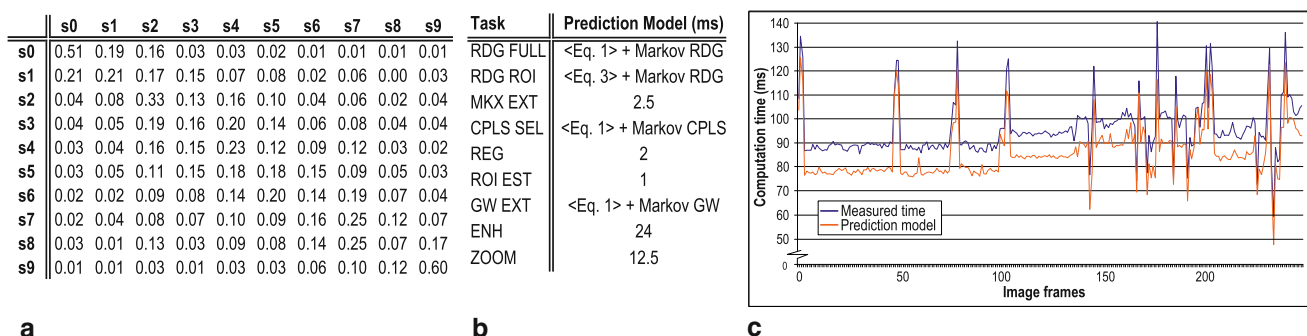 s0 s1 s2 s3 s4 s5 s6 s7 s8 s9
s0 0.51 0.19 0.16 0.03 0.03 0.02 0.01 0.01 0.01 0.01
s1 0.21 0.21 0.17 0.15 0.07 0.08 0.02 0.06 0.00 0.03
s2 0.04 0.08 0.33 0.13 0.16 0.10 0.04 0.06 0.02 0.04
s3 0.04 0.05 0.19 0.16 0.20 0.14 0.06 0.08 0.04 0.04
s4 0.03 0.04 0.16 0.15 0.23 0.12 0.09 0.12 0.03 0.02
s5 0.03 0.05 0.11 0.15 0.18 0.18 0.15 0.09 0.05 0.03
s6 0.02 0.02 0.09 0.08 0.14 0.20 0.14 0.19 0.07 0.04
s7 0.02 0.04 0.08 0.07 0.10 0.09 0.16 0.25 0.12 0.07
s8 0.03 0.01 0.13 0.03 0.09 0.08 0.14 0.25 0.07 0.17
s9 0.01 0.01 0.03 0.01 0.03 0.03 0.06 0.10 0.12 0.60
a
Task Prediction Model (ms)
RDG FULL <Eq. 1> + Markov RDG
RDG ROI <Eq. 3> + Markov RDG
MKX EXT 2.5
CPLS SEL <Eq. 1> + Markov CPLS
REG 2
ROI EST 1
GW EXT <Eq. 1> + Markov GW
ENH 24
ZOOM 12.5
b
Computation time (ms)
140
130
120
110
100
90
80
70
60
50
0
Measured time
Prediction model
0 50 100 150 200
Image frames
c